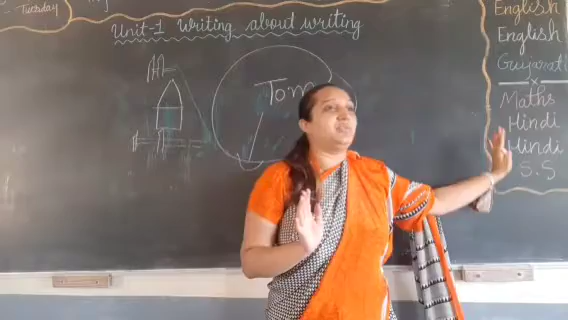 Tuesday
Unit-1 Writing about writing
Tom
English
English
Gujarati
Maths
Hindi
Hindi
S.S